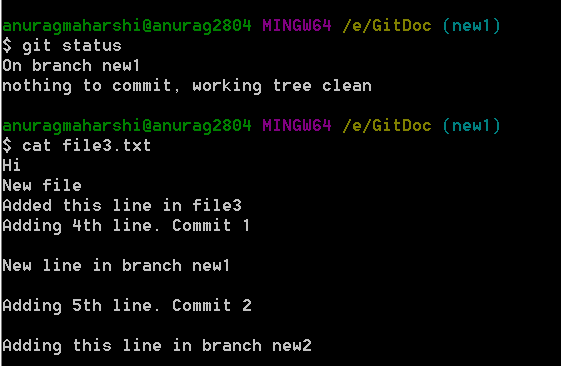 anuragmaharshi@anurag2804 MINGW64 /e/GitDoc (new1)
$ git status
On branch new1
nothing to commit, working tree clean
anuragmaharshi@anurag2804 MINGW64 /e/GitDoc (new1)
$ cat file3.txt
Hi
New file
Added this line in file3
Adding 4th line. Commit 1
New line in branch new1
Adding 5th line. Commit 2
Adding this line in branch new2